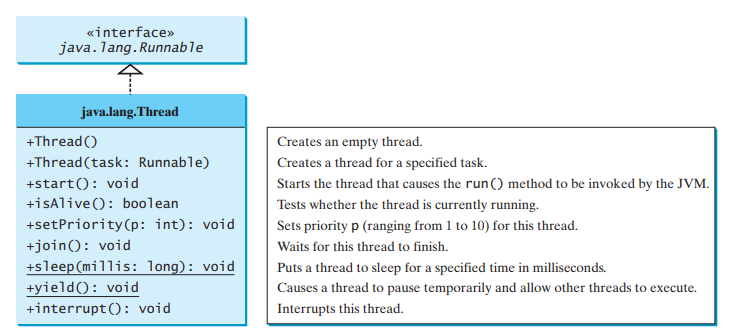 «interface»
java.lang.Runnable
java.lang.Thread
+Thread()
Creates an empty thread.
+Thread(task: Runnable)
Creates a thread for a specified task.
+start(): void
Starts the thread that causes the run() method to be invoked by the JVM.
+isAlive(): boolean
Tests whether the thread is currently running.
+setPriority(p: int): void
Sets priority p (ranging from 1 to 10) for this thread.
+join(): void
Waits for this thread to finish.
+sleep(millis: long): void
Puts a thread to sleep for a specified time in milliseconds.
+yield(): void
Causes a thread to pause temporarily and allow other threads to execute.
+interrupt(): void
Interrupts this thread.